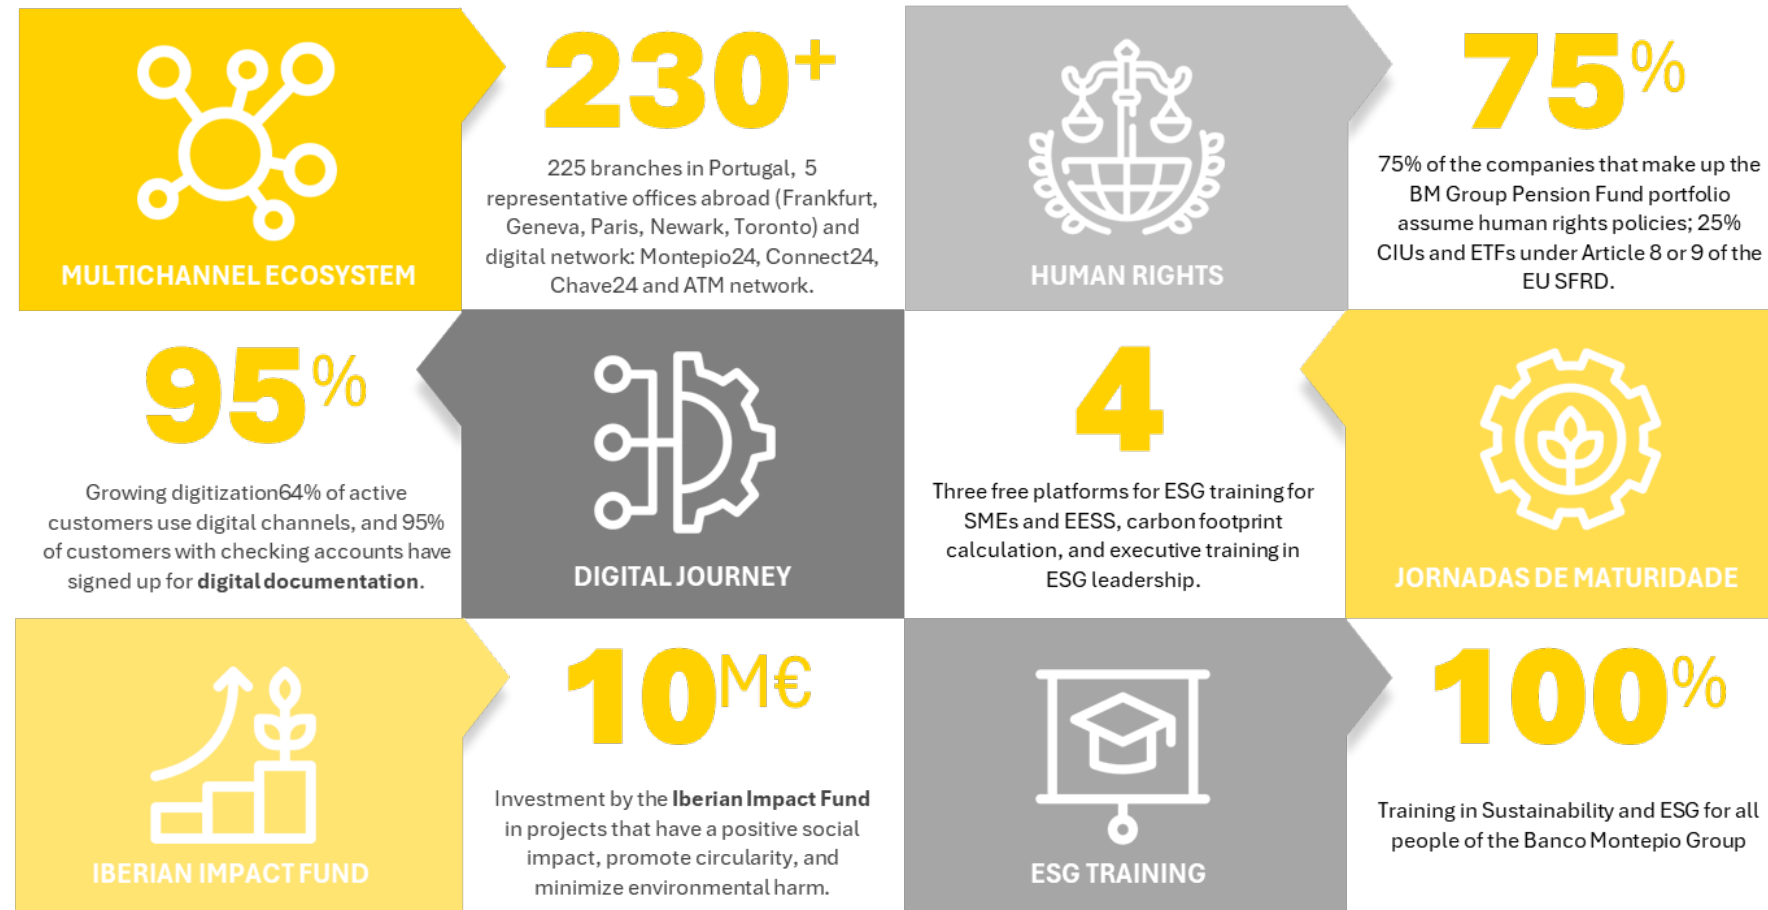 MULTICHANNEL ECOSYSTEM
230+
225 branches in Portugal, 5
representative offices abroad (Frankfurt,
Geneva, Paris, Newark, Toronto) and
digital network: Montepio24, Connect24,
Chave24 and ATM network.
HUMAN RIGHTS
75%
75% of the companies that make up the
BM Group Pension Fund portfolio
assume human rights policies; 25%
CIUs and ETFs under Article 8 or 9 of the
EU SFRD.
95%
Growing digitization64% of active
customers use digital channels, and 95%
of customers with checking accounts have
signed up for digital documentation.
DIGITAL JOURNEY
4
Three free platforms for ESG training for
SMEs and EESS, carbon footprint
calculation, and executive training in
ESG leadership.
JORNADAS DE MATURIDADE
IBERIAN IMPACT FUND
10M€
Investment by the Iberian Impact Fund
in projects that have a positive social
impact, promote circularity, and
minimize environmental harm.
ESG TRAINING
100%
Training in Sustainability and ESG for all
people of the Banco Montepio Group